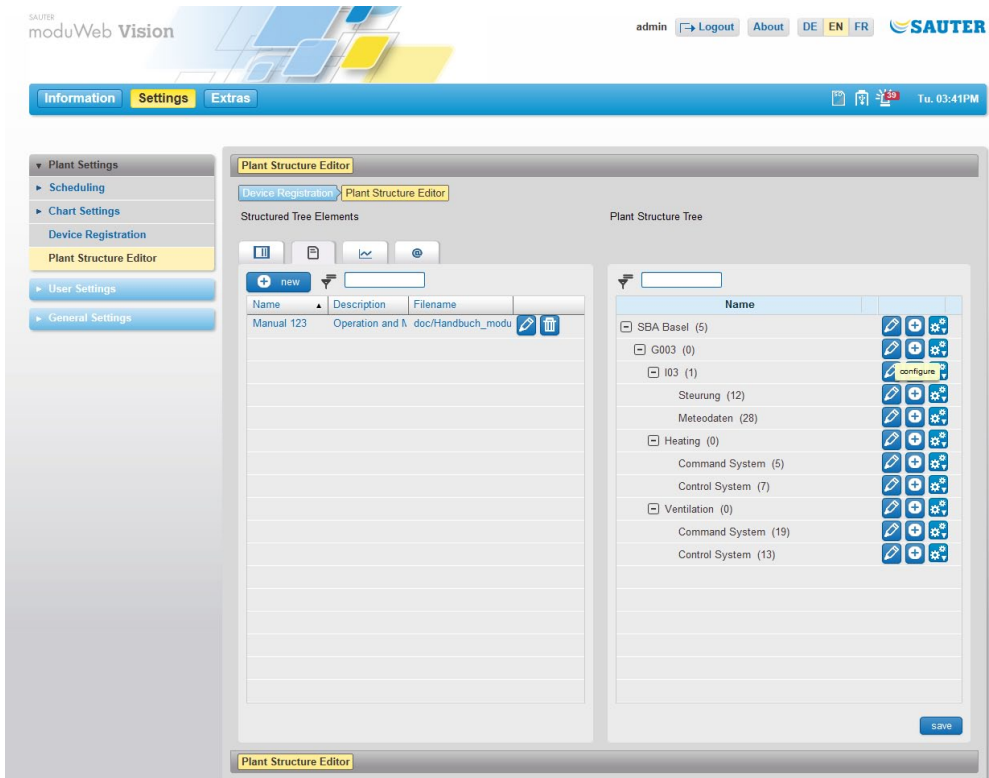 SAUTER
moduWeb Vision
admin Logout About DE EN FR SAUTER
Information Settings Extras
39 Tu. 03:41PM
Plant Settings
Scheduling
Chart Settings
Device Registration
Plant Structure Editor
User Settings
General Settings
Plant Structure Editor
Device Registration Plant Structure Editor
Structured Tree Elements
@
new
Name Description Filename
Manual 123 Operation and doc/Handbuch_modu
Plant Structure Tree
Name
SBA Basel (5)
G003 (0)
I03 (1)
configure
Steurung (12)
Meteodaten (28)
Heating (0)
Command System (5)
Control System (7)
Ventilation (0)
Command System (19)
Control System (13)
save
Plant Structure Editor